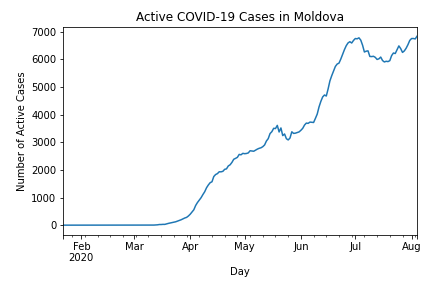 Active COVID-19 Cases in Moldova
Number of Active Cases
7000
6000
5000
4000
3000
2000
1000
0
Feb Mar Apr May Jun Jul Aug
2020
Day